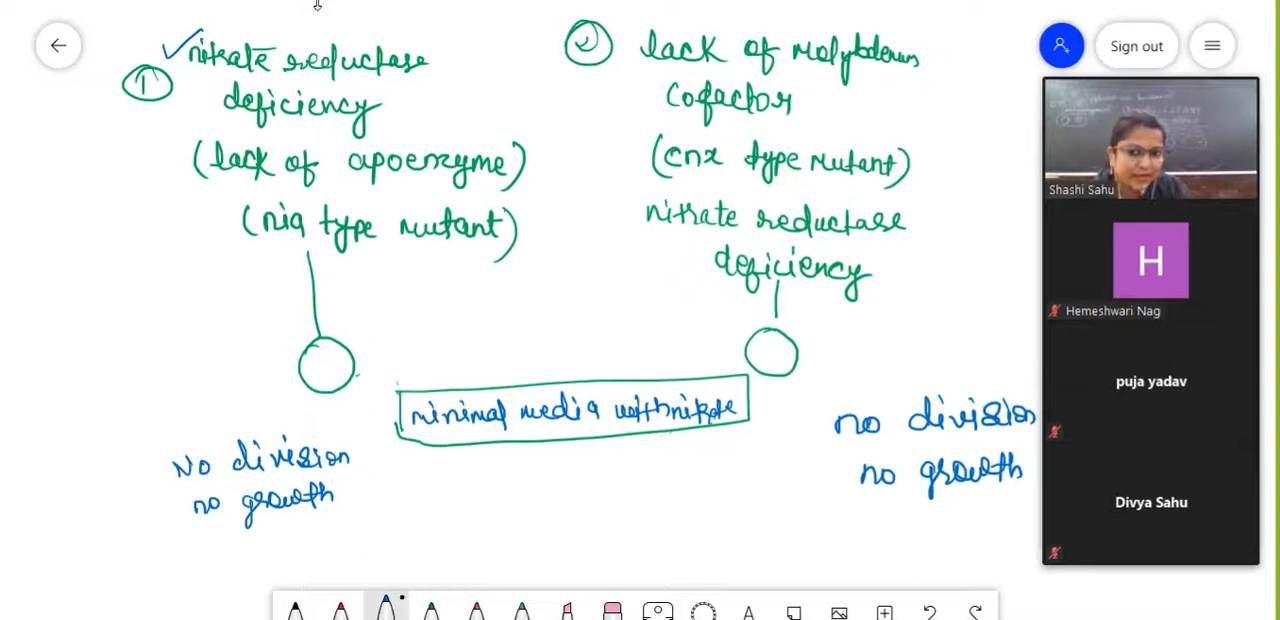 Sign out
✓nitrate reductase
① deficiency
(lack of apoenzyme)
(nia type mutant)
② lack of Molybdenum
cofactor
(cnx type mutant)
nitrate reductase
deficiency
minimal media with nitrate
No division
no growth
no division
no growth
Shashi Sahu
H
Hemeshwari Nag
puja yadav
Divya Sahu
A